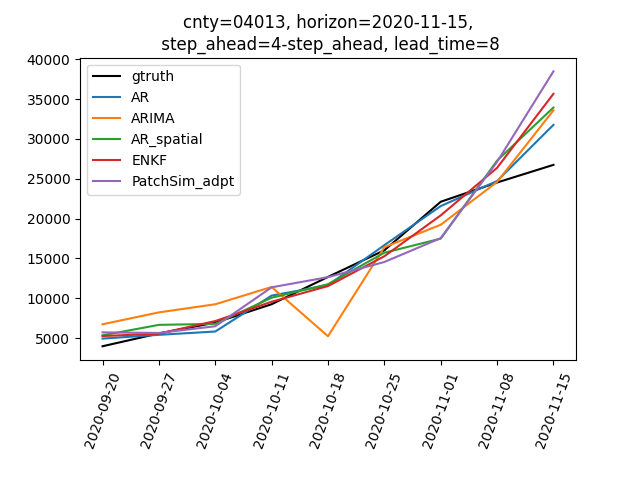 cnty=04013, horizon=2020-11-15,
step_ahead=4-step_ahead, lead_time=8
40000
35000
30000
25000
20000
15000
10000
5000
gtruth
AR
ARIMA
AR_spatial
ENKF
PatchSim_adpt
2020-09-20
2020-09-27
2020-10-04
2020-10-11
2020-10-18
2020-10-25
2020-11-01
2020-11-08
2020-11-15